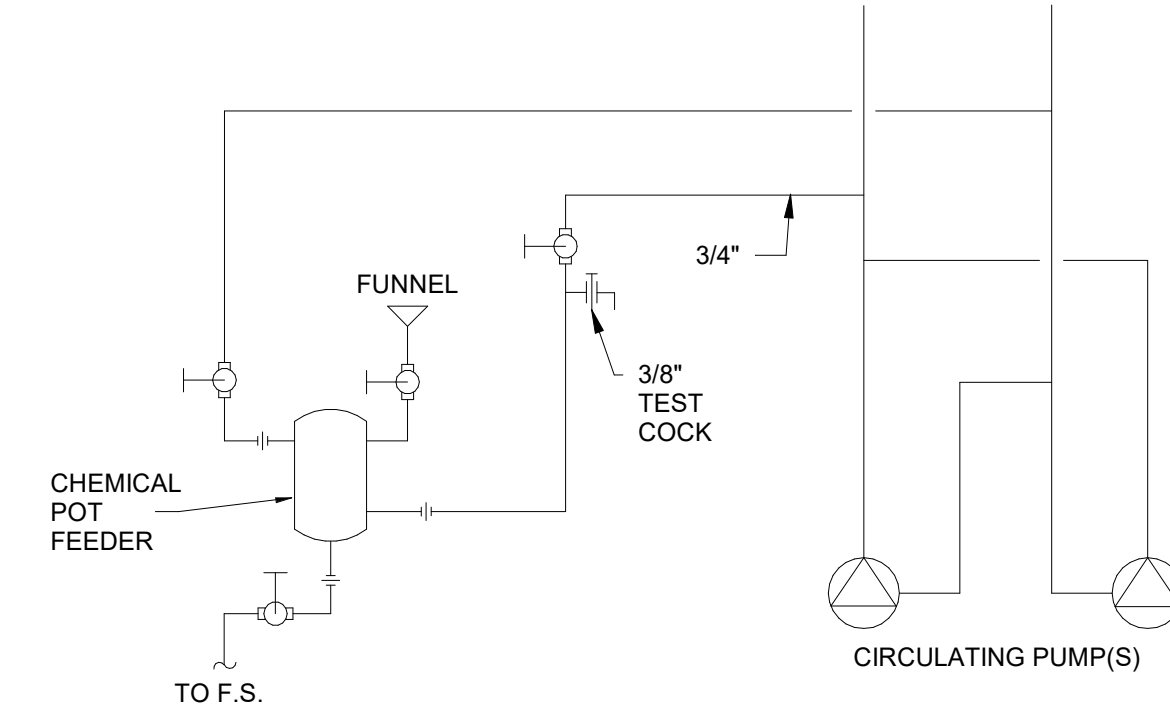 FUNNEL
3/4"
3/8"
TEST
COCK
CHEMICAL
POT
FEEDER
CIRCULATING PUMP(S)
TO F.S.